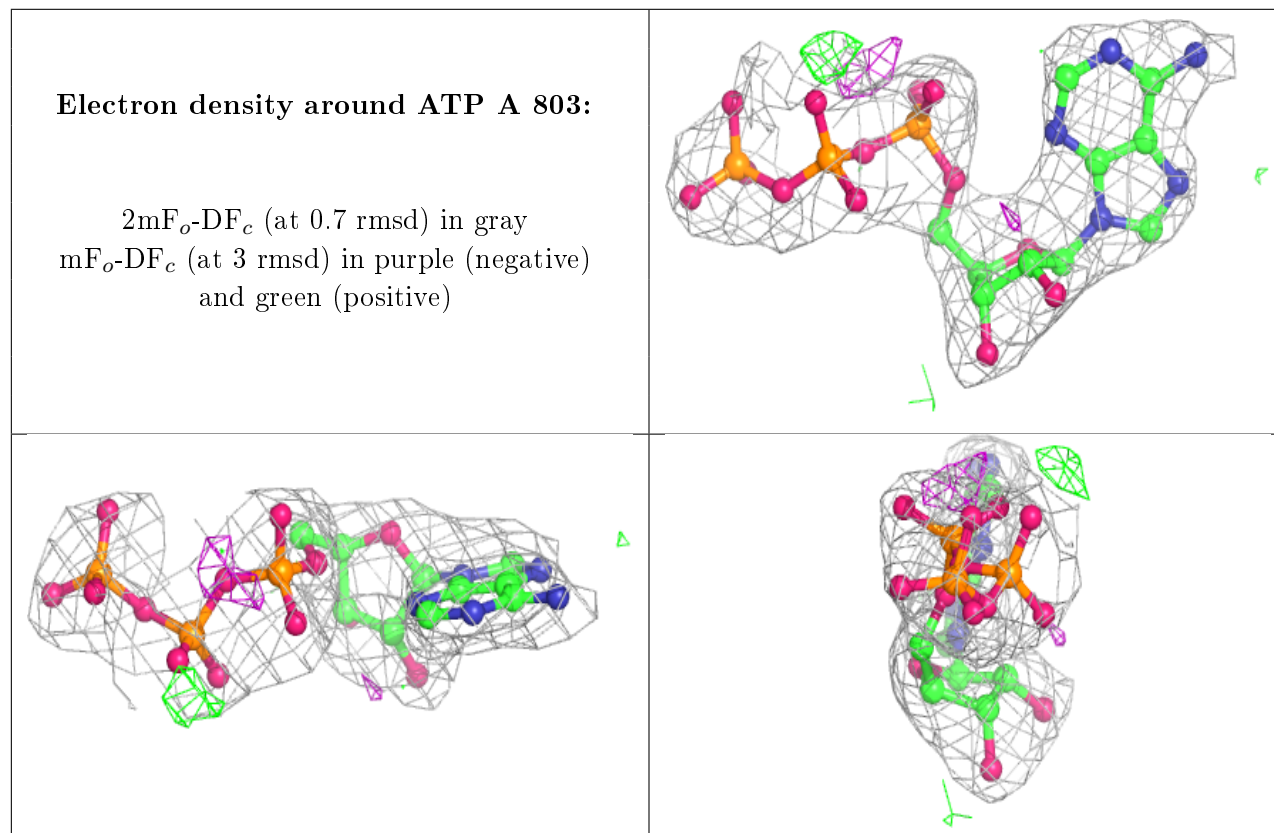 Electron density around ATP A 803:
2mFₒ-DF𝒸 (at 0.7 rmsd) in gray
mFₒ-DF𝒸 (at 3 rmsd) in purple (negative)
and green (positive)